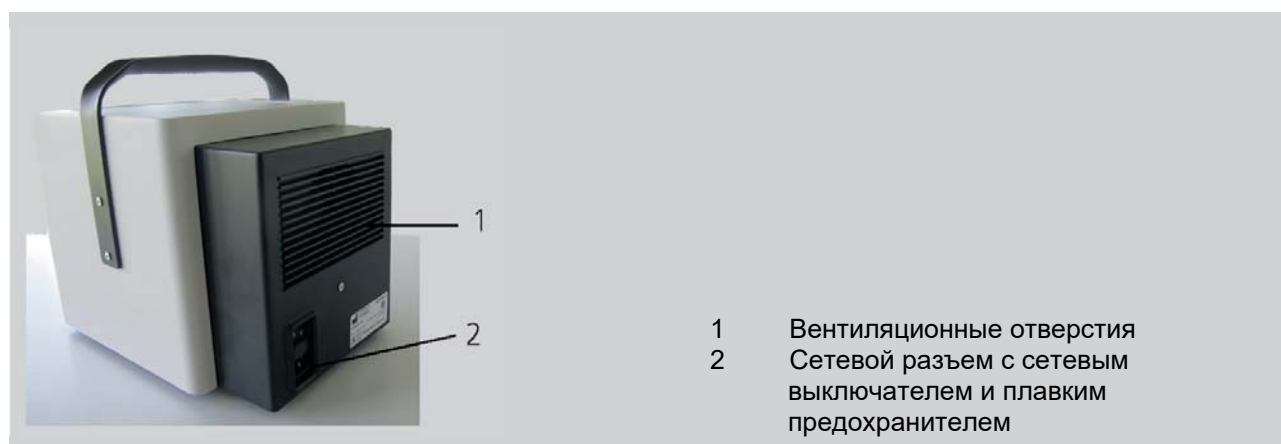 1
2
1 Вентиляционные отверстия
2 Сетевой разъем с сетевым
выключателем и плавким
предохранителем